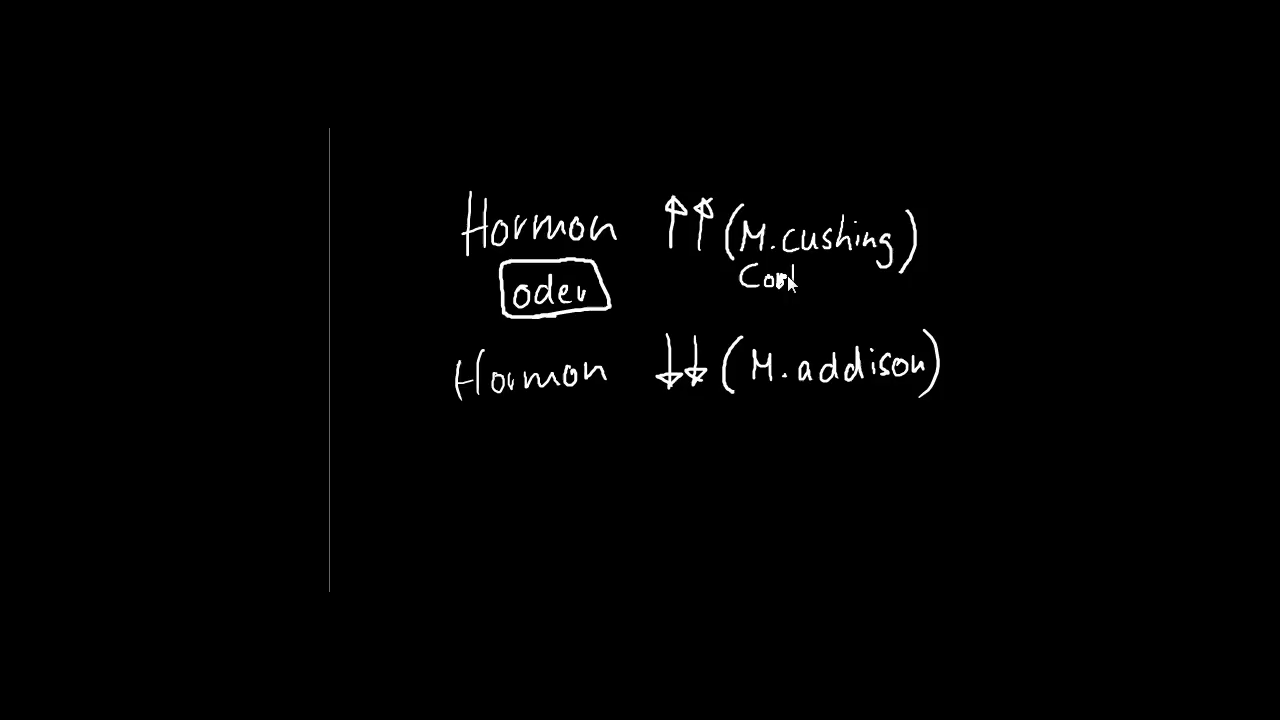 Hormon ↑↑ (M. cushing)
oder
Hormon ↓↓ (M. addison)